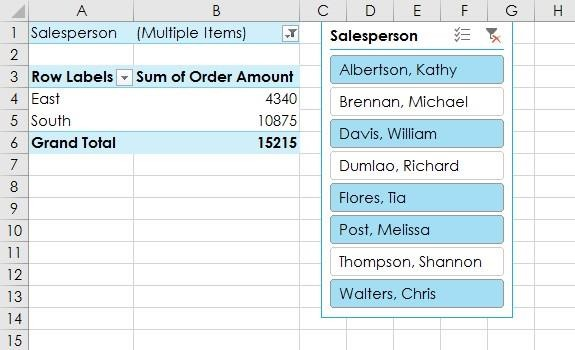 A B C D E F G H
1 Salesperson (Multiple Items)
2
3 Row Labels Sum of Order Amount
4 East 4340
5 South 10875
6 Grand Total 15215
7
8
9
10
11
12
13
14
15
Salesperson
Albertson, Kathy
Brennan, Michael
Davis, William
Dumlao, Richard
Flores, Tia
Post, Melissa
Thompson, Shannon
Walters, Chris